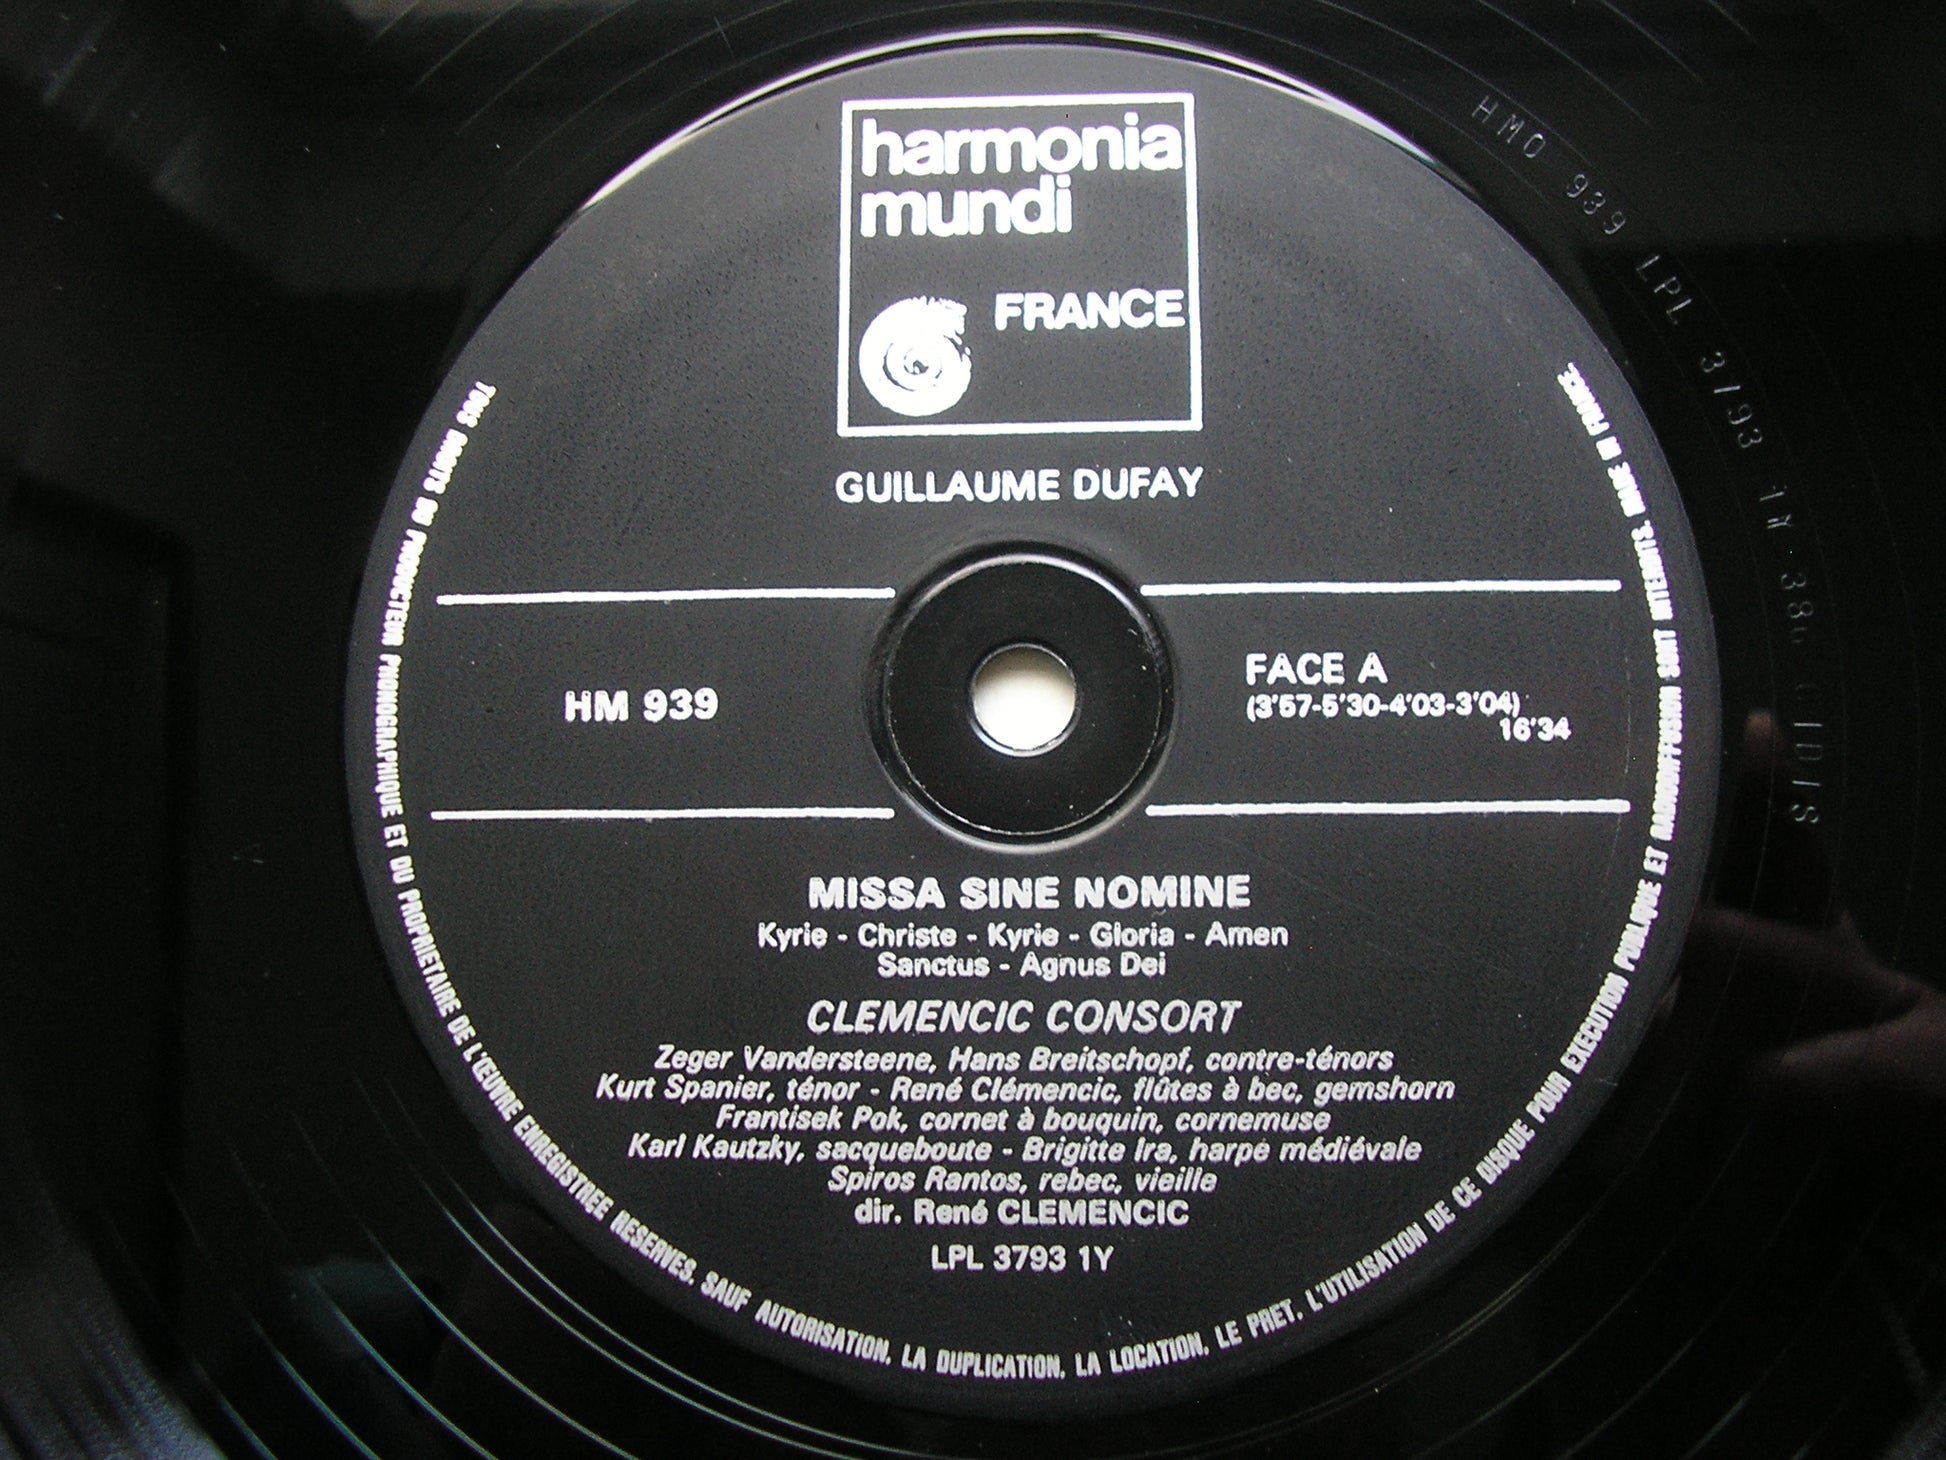 harmonia
mundi
FRANCE
GUILLAUME DUFAY
HM 939
FACE A
(3'57-5'30-4'03-3'04)
16'34
MISSA SINE NOMINE
Kyrie - Christe - Kyrie - Gloria - Amen
Sanctus - Agnus Dei
CLEMENCIC CONSORT
Zeger Vandersteene, Hans Breitschopf, contre-ténors
Kurt Spanier, ténor - René Clémencic, flûtes à bec, gemshorn
Frantisek Pok, cornet à bouquin, cornemuse
Karl Kautzky, sacqueboute - Brigitte Ira, harpe médiévale
Spiros Rantos, rebec, vieille
dir. René CLEMENCIC
LPL 3793 1Y
TOUS DROITS DU PRODUCTEUR PHONOGRAPHIQUE ET DU PROPRIETAIRE DE L'ŒUVRE ENREGISTREE RESERVES. SAUF AUTORISATION, LA DUPLICATION, LA LOCATION, LE PRET, L'UTILISATION DE CE DISQUE POUR EXECUTION PUBLIQUE ET RADIODIFFUSION SONT INTERDITS. MADE IN FRANCE.
HMO 939 LPL 3793 1Y